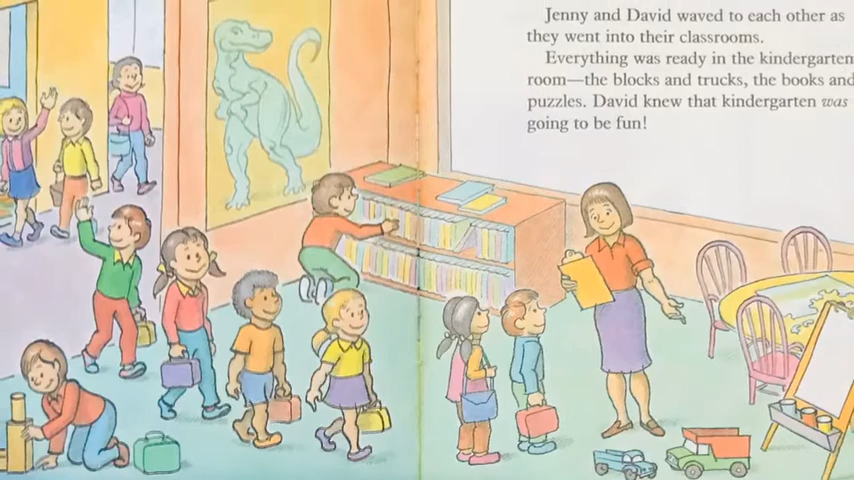 Jenny and David waved to each other as
they went into their classrooms.
Everything was ready in the kindergarten
room—the blocks and trucks, the books and
puzzles. David knew that kindergarten was
going to be fun!